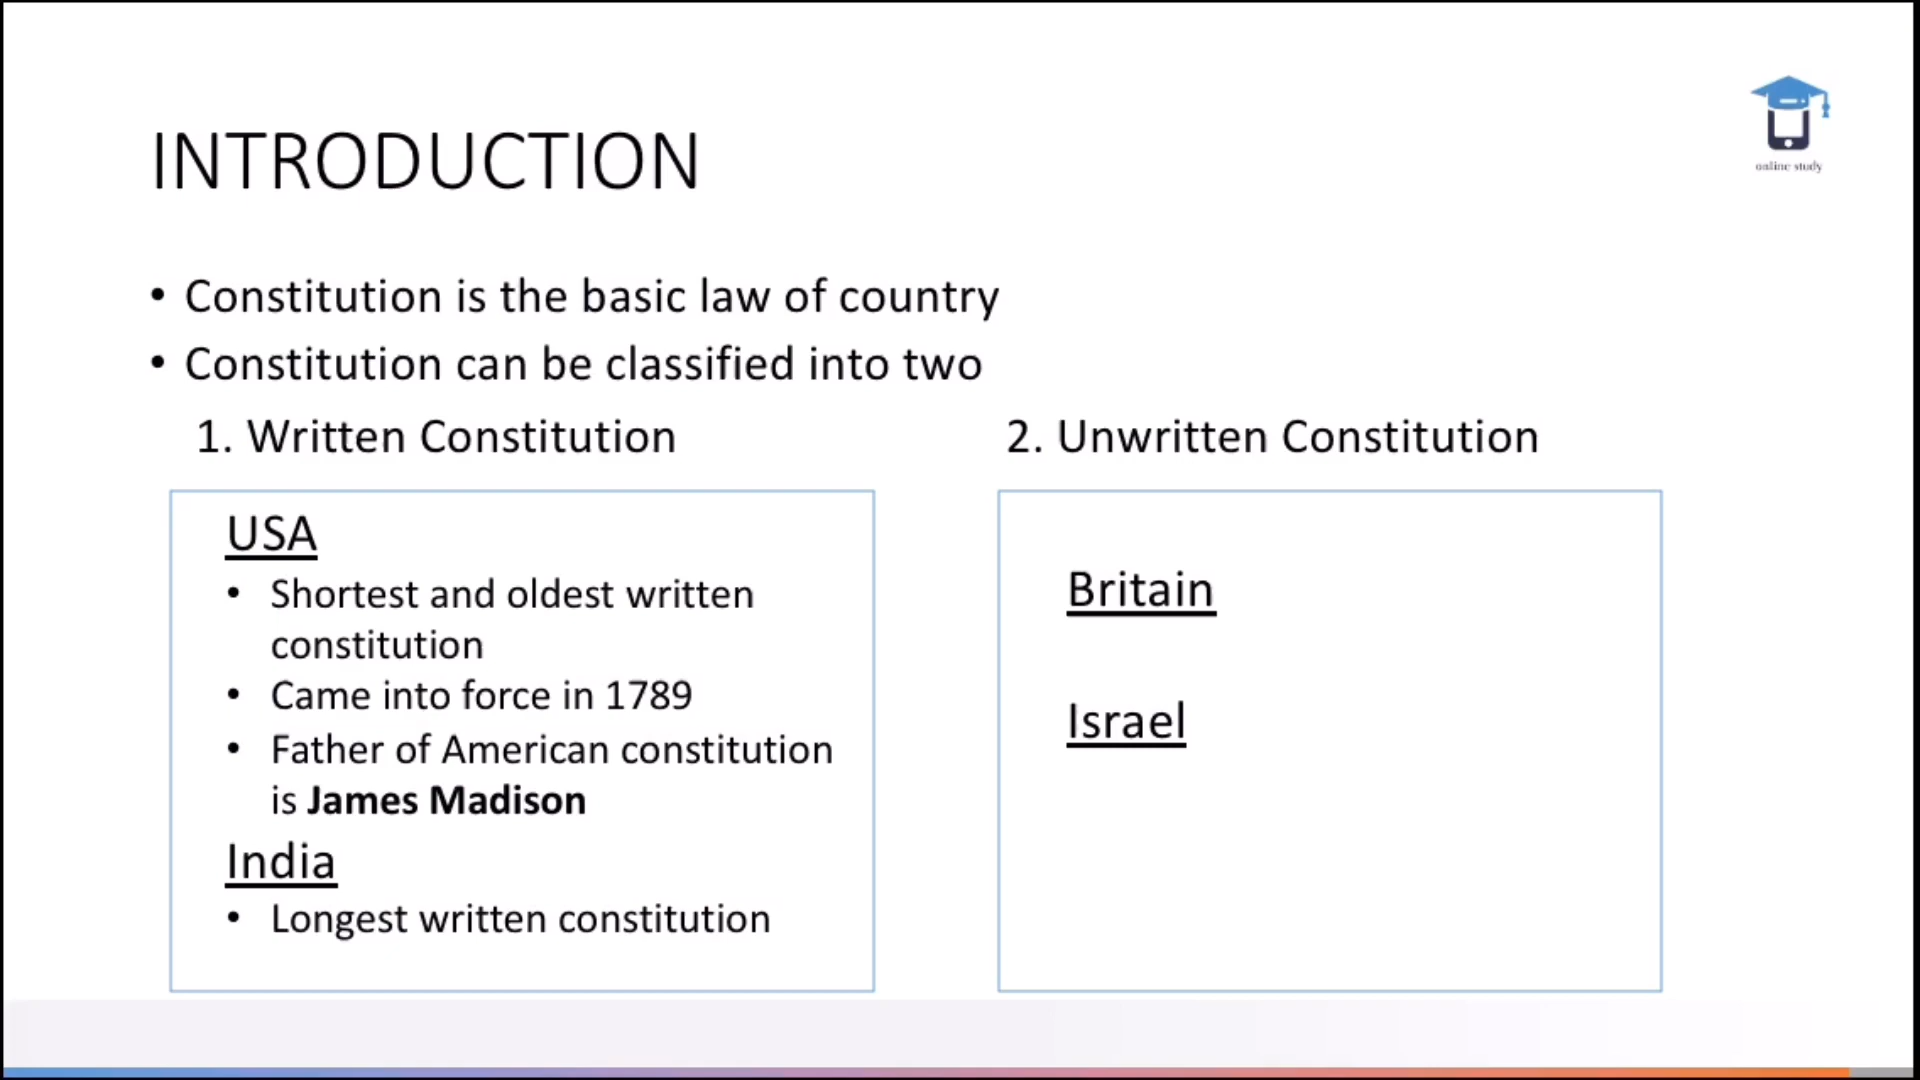 online study
INTRODUCTION
• Constitution is the basic law of country
• Constitution can be classified into two
1. Written Constitution
2. Unwritten Constitution
USA
• Shortest and oldest written
constitution
• Came into force in 1789
• Father of American constitution
is James Madison
India
• Longest written constitution
Britain
Israel